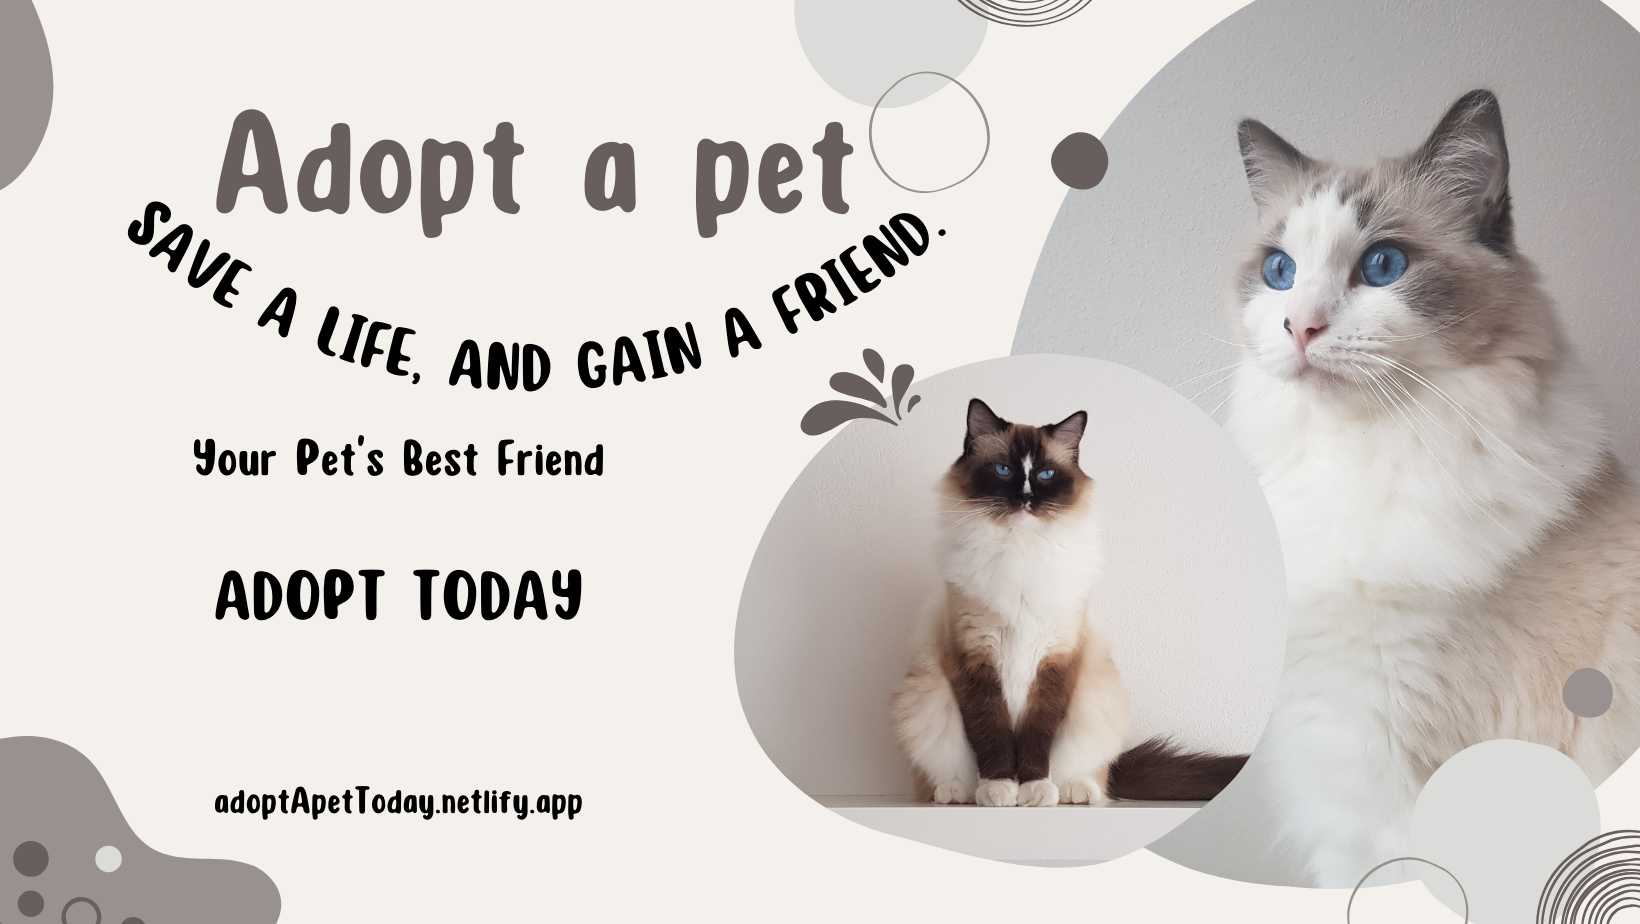 Adopt a pet
SAVE A LIFE, AND GAIN A FRIEND.
Your Pet's Best Friend
ADOPT TODAY
adoptApetToday.netlify.app